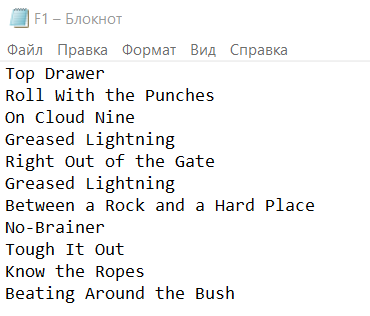 F1 – Блокнот
Файл Правка Формат Вид Справка
Top Drawer
Roll With the Punches
On Cloud Nine
Greased Lightning
Right Out of the Gate
Greased Lightning
Between a Rock and a Hard Place
No-Brainer
Tough It Out
Know the Ropes
Beating Around the Bush